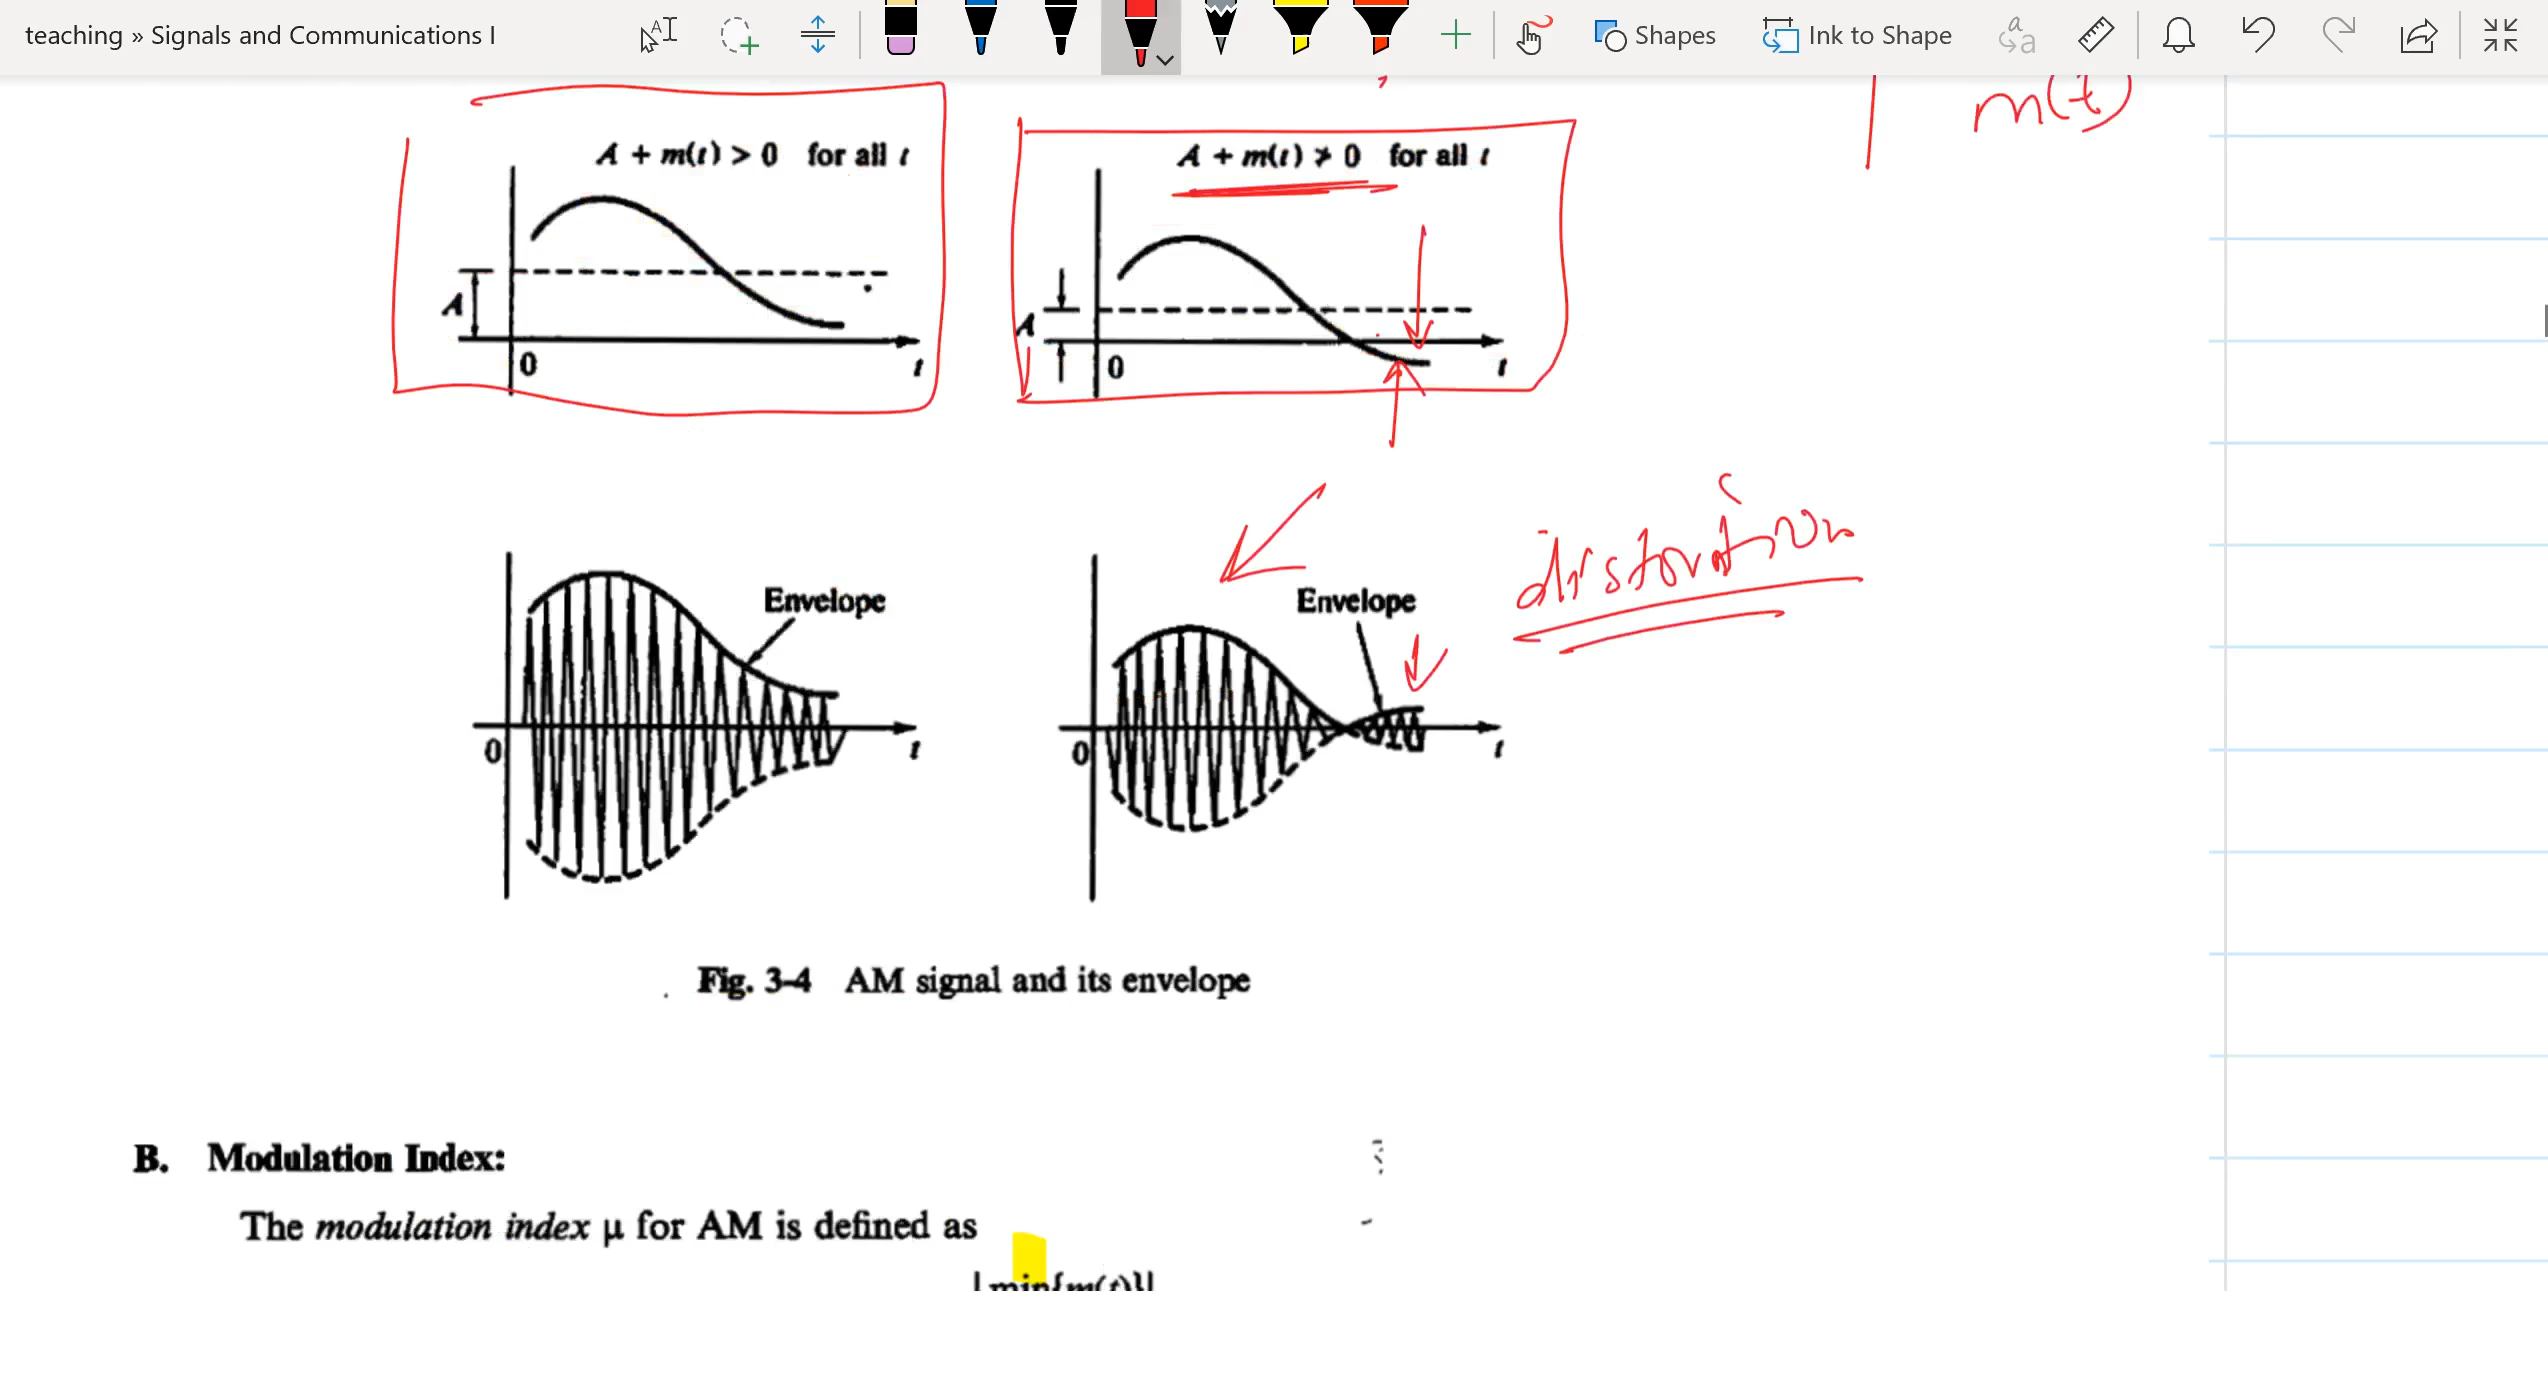 teaching » Signals and Communications I
Shapes
Ink to Shape
m(t)
A + m(t) > 0 for all t
A + m(t) ≯ 0 for all t
A
0
t
A
0
t
distortion
Envelope
0
t
Envelope
0
t
Fig. 3-4 AM signal and its envelope
B. Modulation Index:
The modulation index μ for AM is defined as
|min{m(t)}|